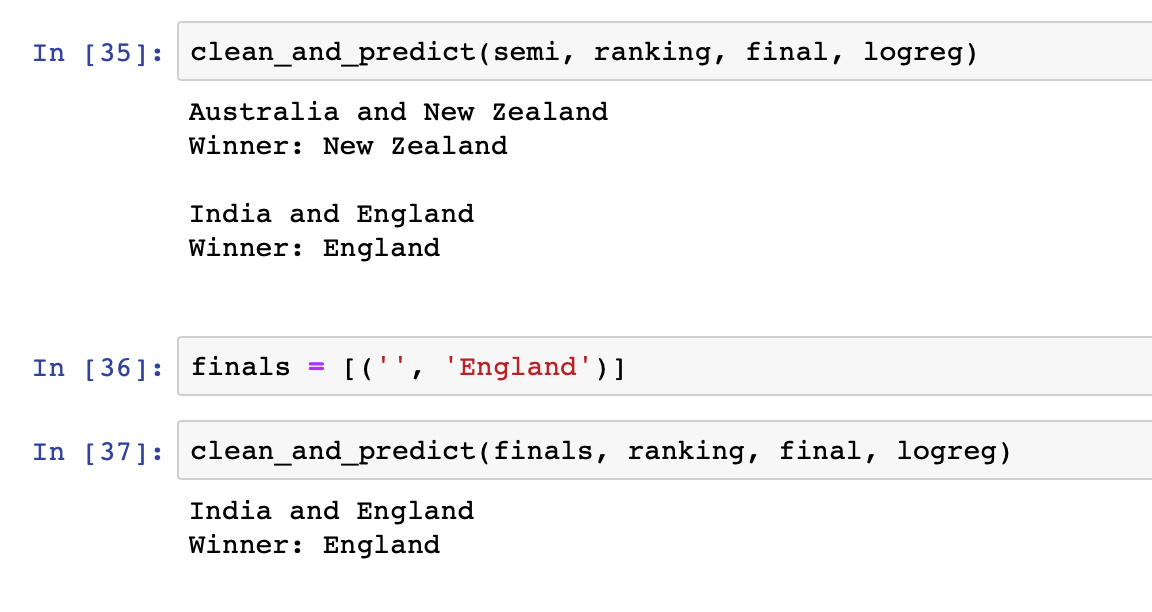 In [35]: clean_and_predict(semi, ranking, final, logreg)
Australia and New Zealand
Winner: New Zealand
India and England
Winner: England
In [36]: finals = [('', 'England')]
In [37]: clean_and_predict(finals, ranking, final, logreg)
India and England
Winner: England